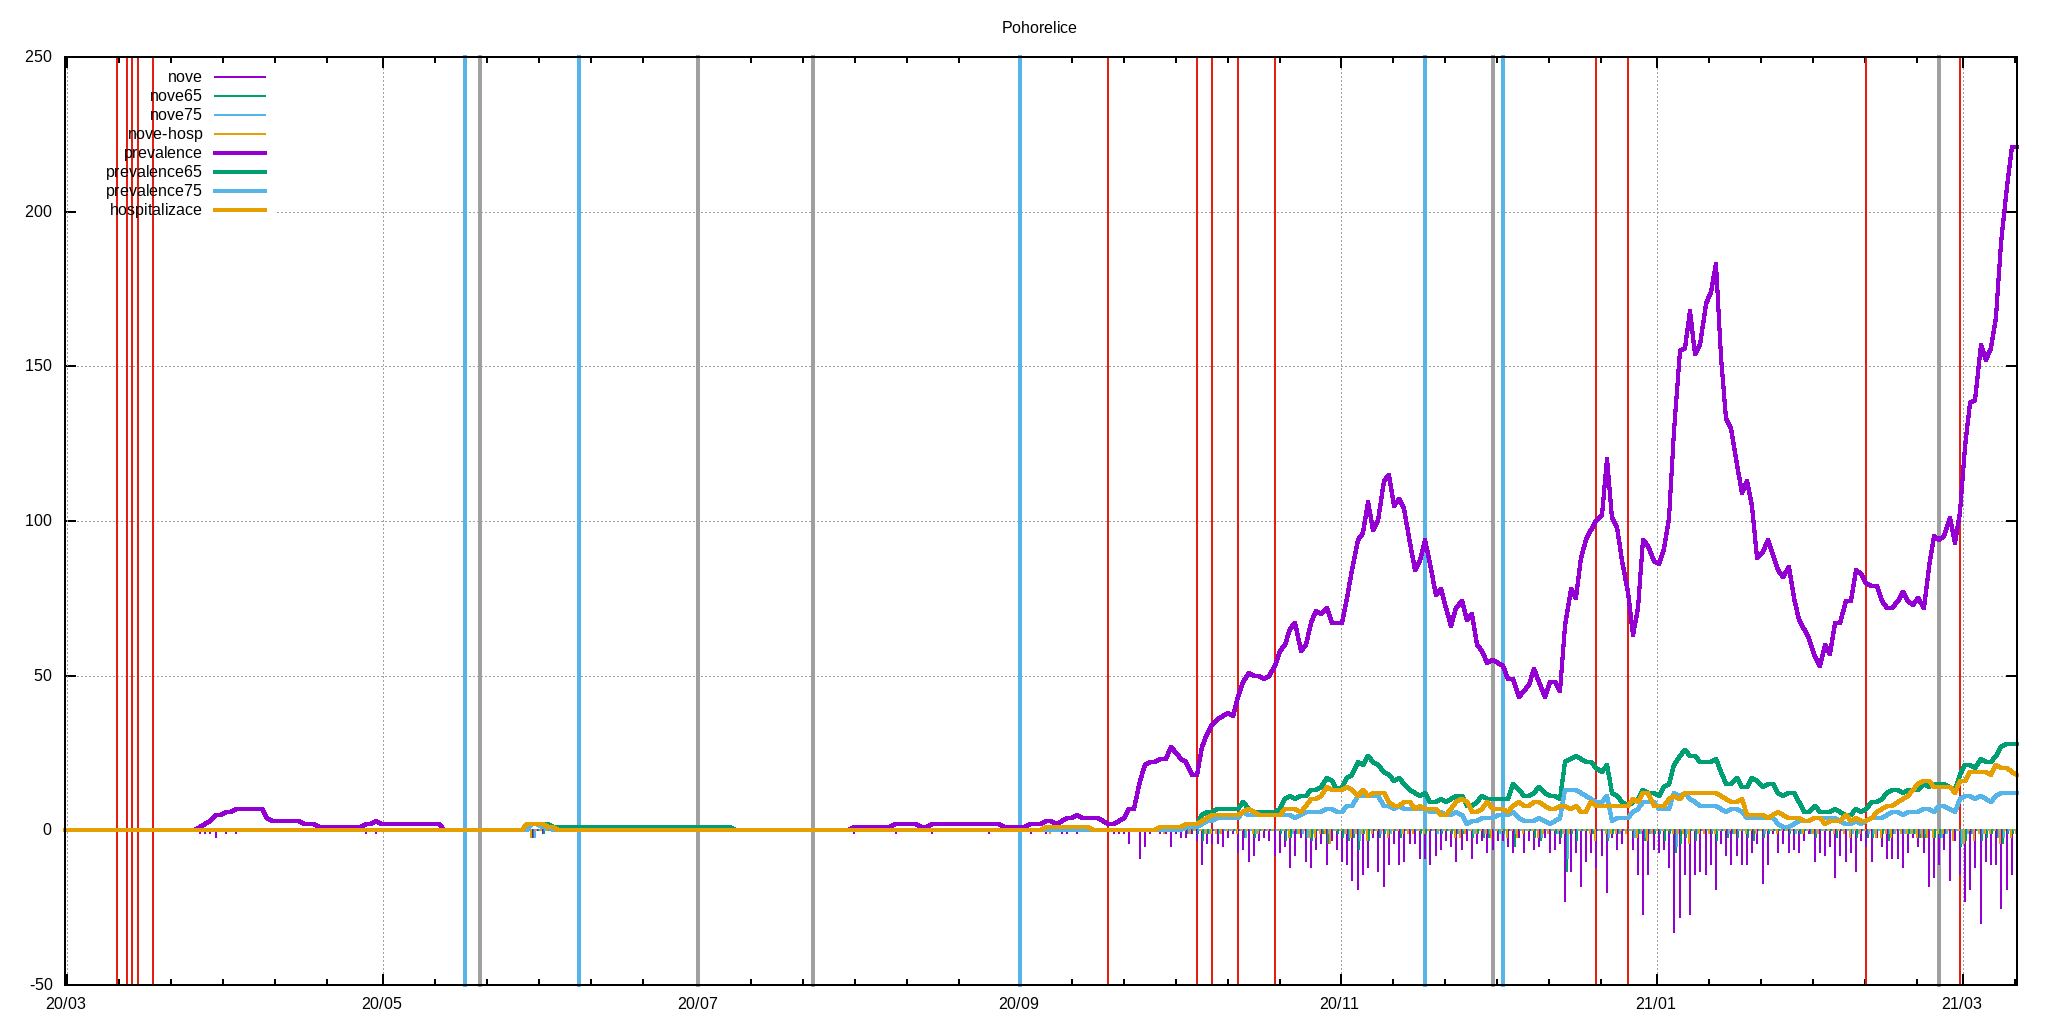 Pohorelice
250
200
150
100
50
0
-50
nove
nove65
nove75
nove-hosp
prevalence
prevalence65
prevalence75
hospitalizace
20/03 20/05 20/07 20/09 20/11 21/01 21/03